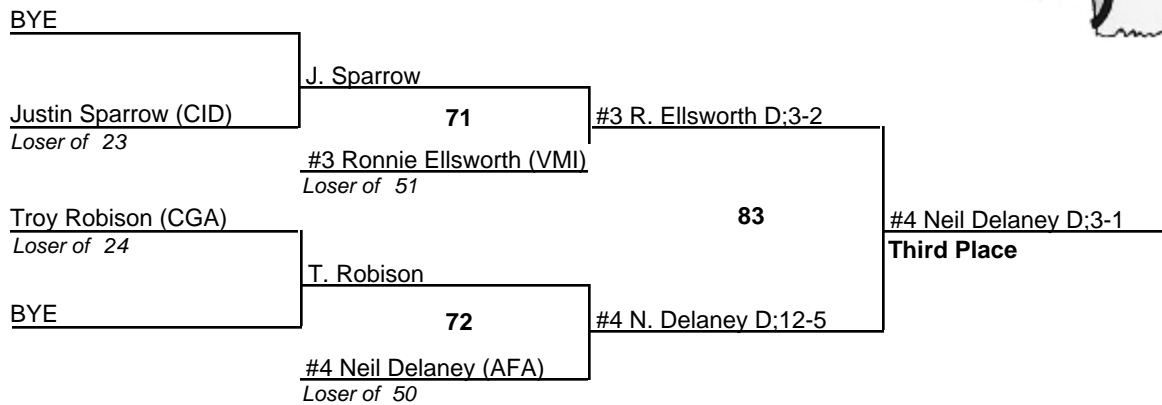 BYE
J. Sparrow
Justin Sparrow (CID)
71
#3 R. Ellsworth D;3-2
Loser of 23
#3 Ronnie Ellsworth (VMI)
Loser of 51
Troy Robison (CGA)
83
#4 Neil Delaney D;3-1
Loser of 24
Third Place
T. Robison
BYE
72
#4 N. Delaney D;12-5
#4 Neil Delaney (AFA)
Loser of 50